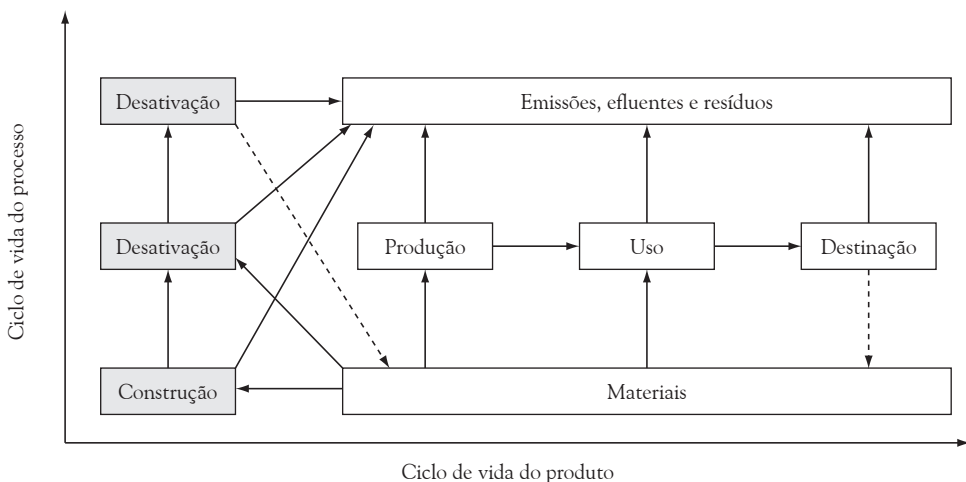 Ciclo de vida do processo
Desativação
Emissões, efluentes e resíduos
Desativação
Produção
Uso
Destinação
Construção
Materiais
Ciclo de vida do produto